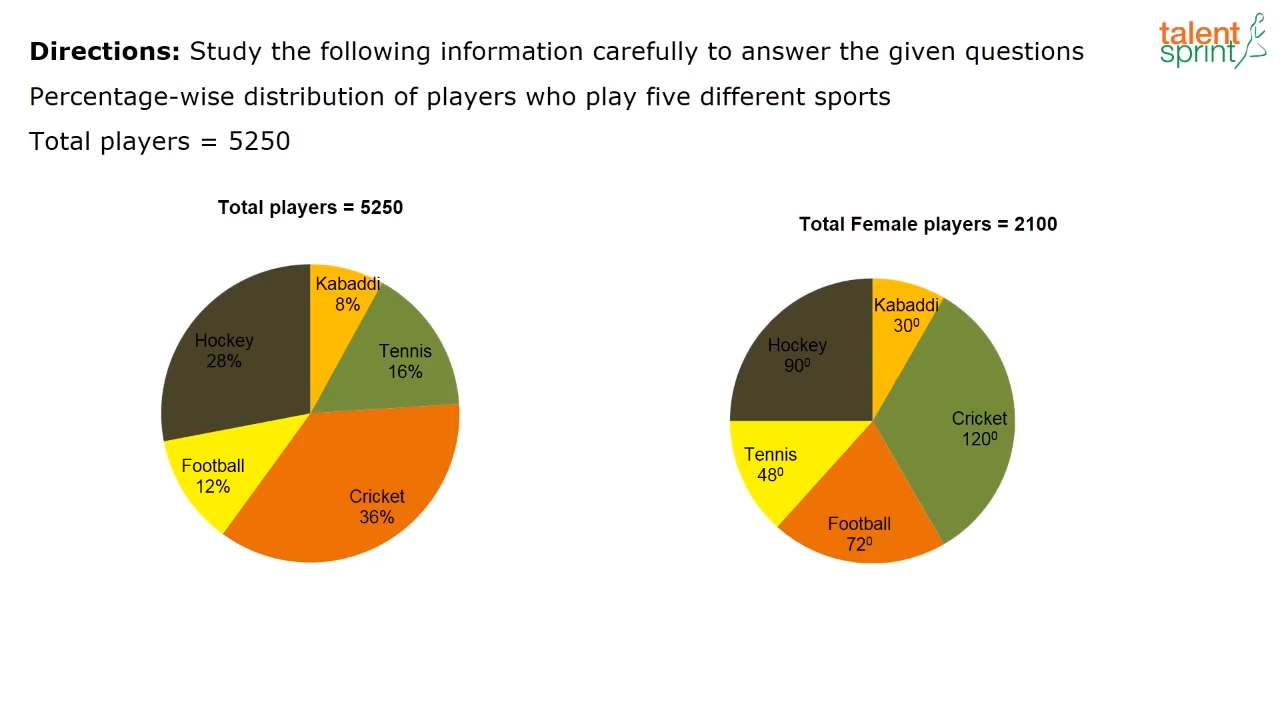 Directions: Study the following information carefully to answer the given questions
Percentage-wise distribution of players who play five different sports
Total players = 5250
talent
sprint
Total players = 5250
Kabaddi
8%
Tennis
16%
Cricket
36%
Football
12%
Hockey
28%
Total Female players = 2100
Kabaddi
30⁰
Cricket
120⁰
Football
72⁰
Tennis
48⁰
Hockey
90⁰